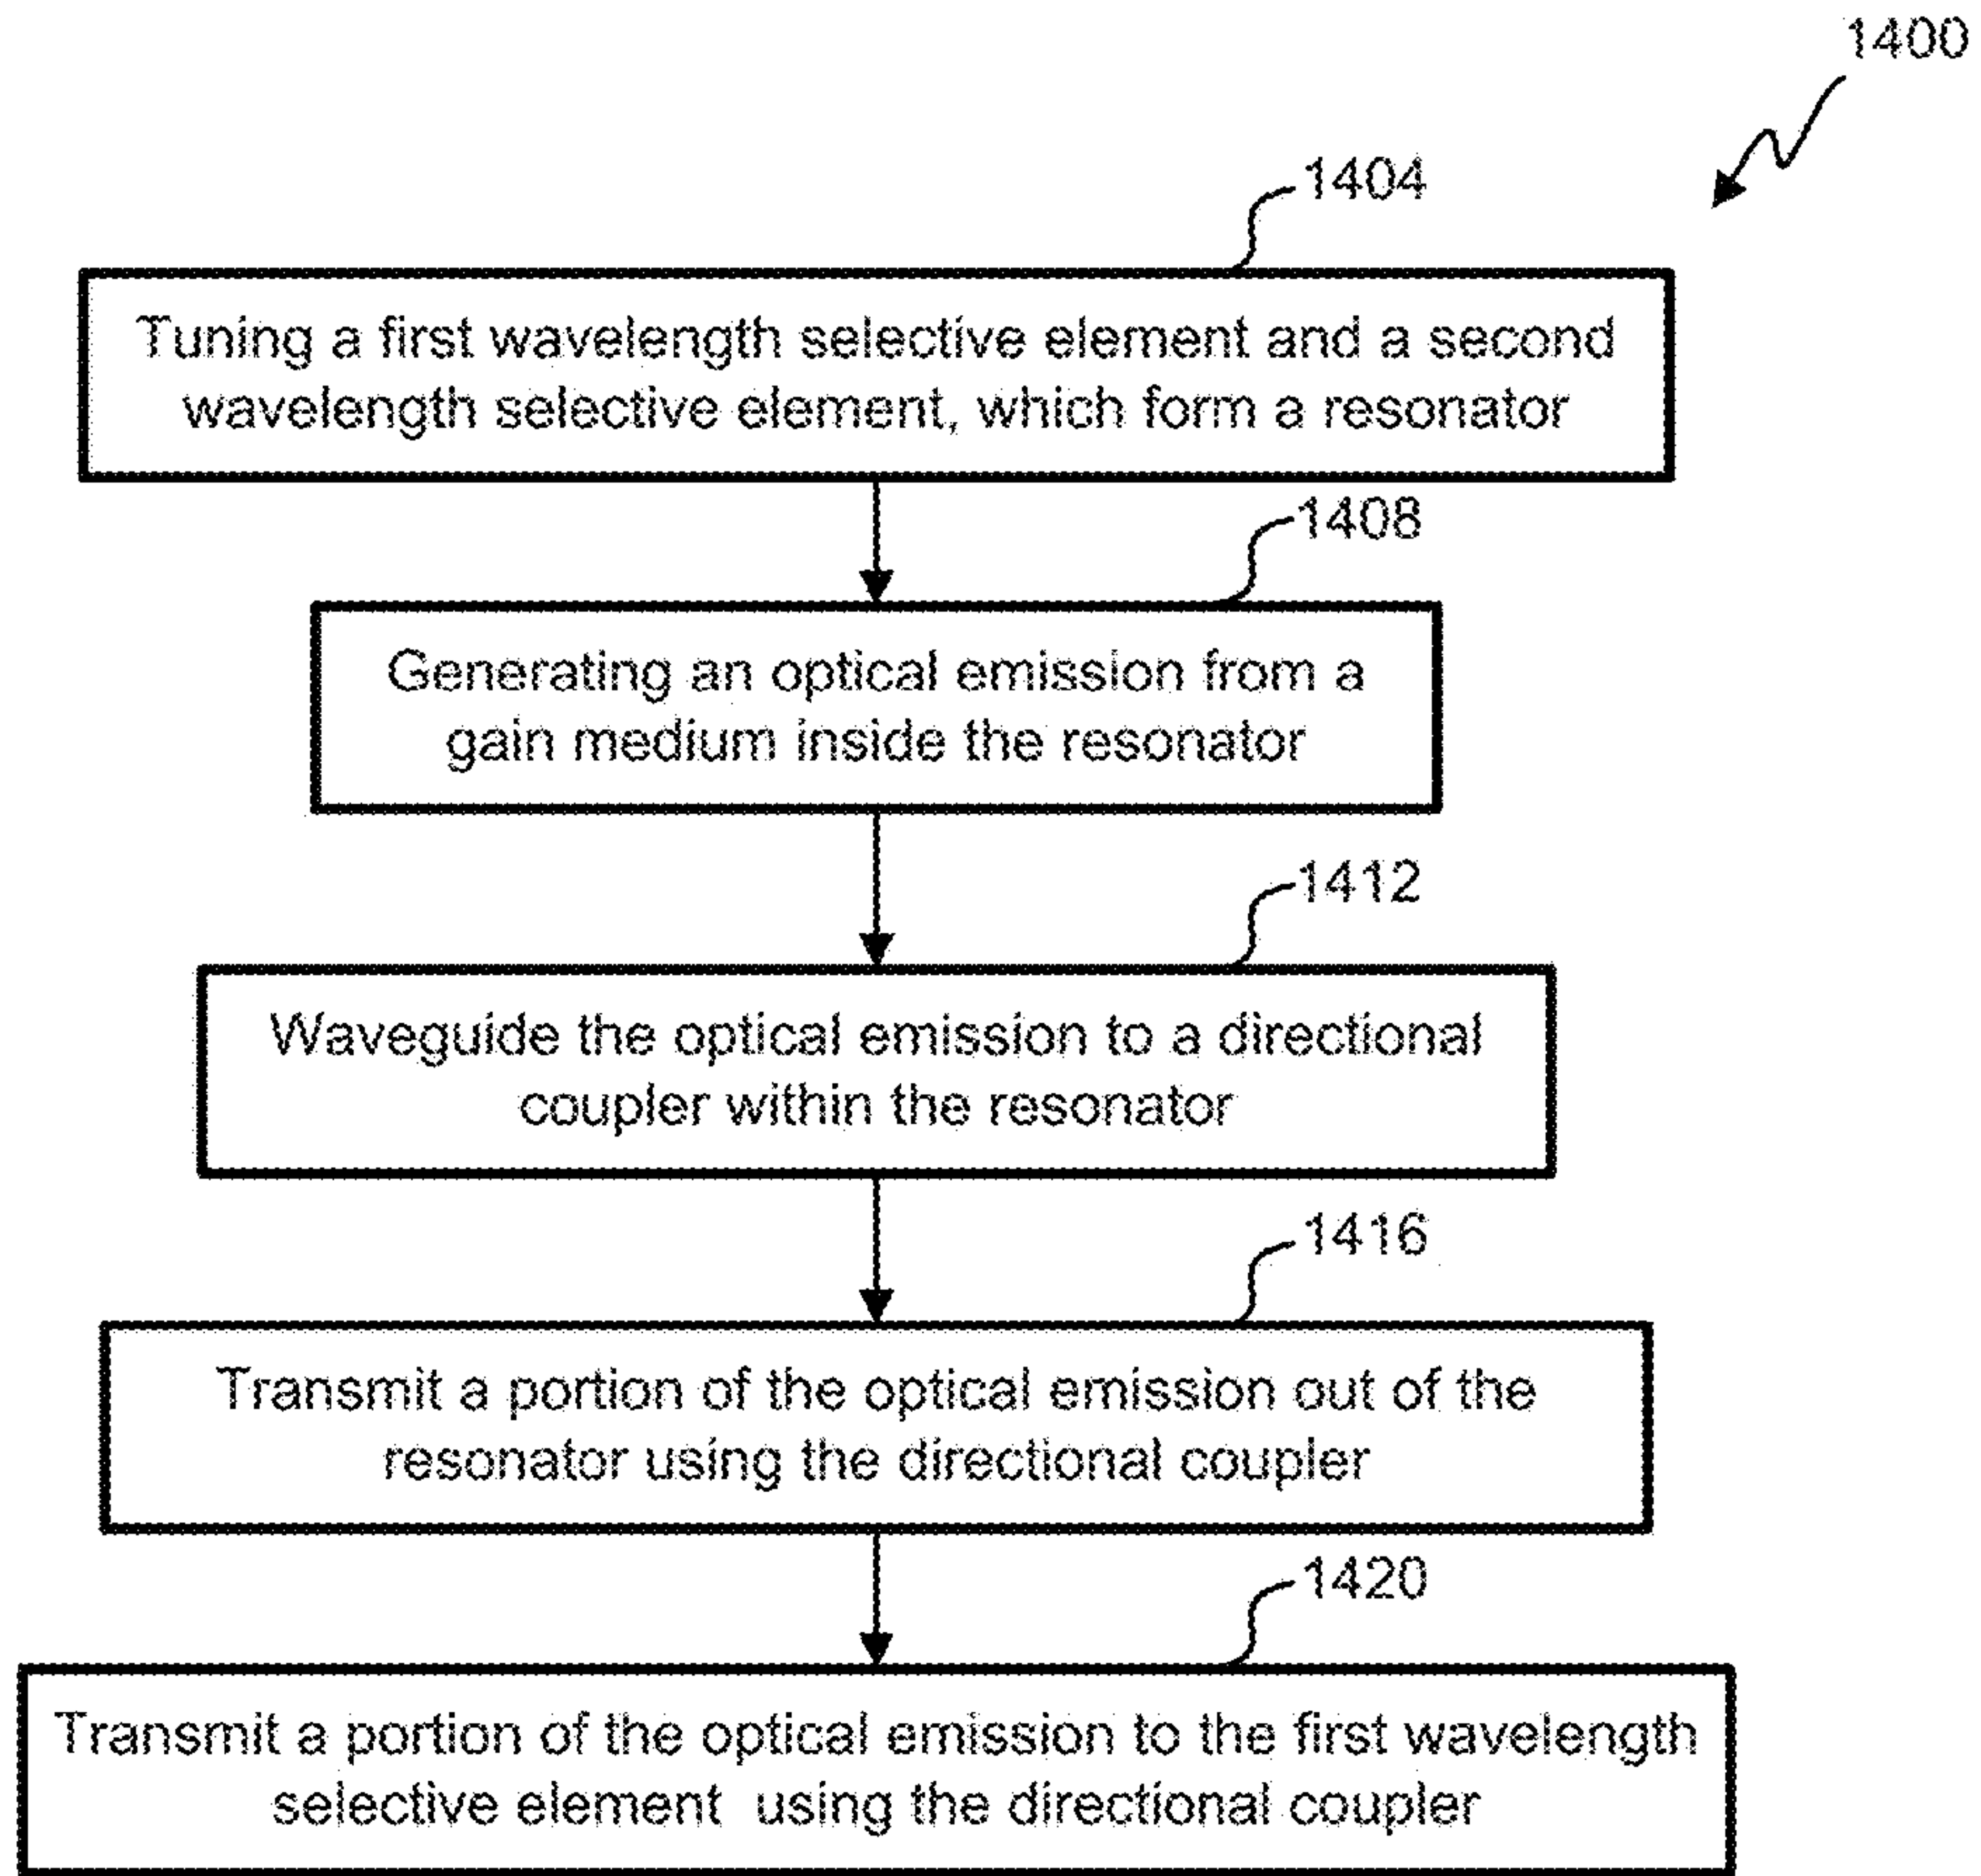 1400
1404
Tuning a first wavelength selective element and a second
wavelength selective element, which form a resonator
1408
Generating an optical emission from a
gain medium inside the resonator
1412
Waveguide the optical emission to a directional
coupler within the resonator
1416
Transmit a portion of the optical emission out of the
resonator using the directional coupler
1420
Transmit a portion of the optical emission to the first wavelength
selective element using the directional coupler